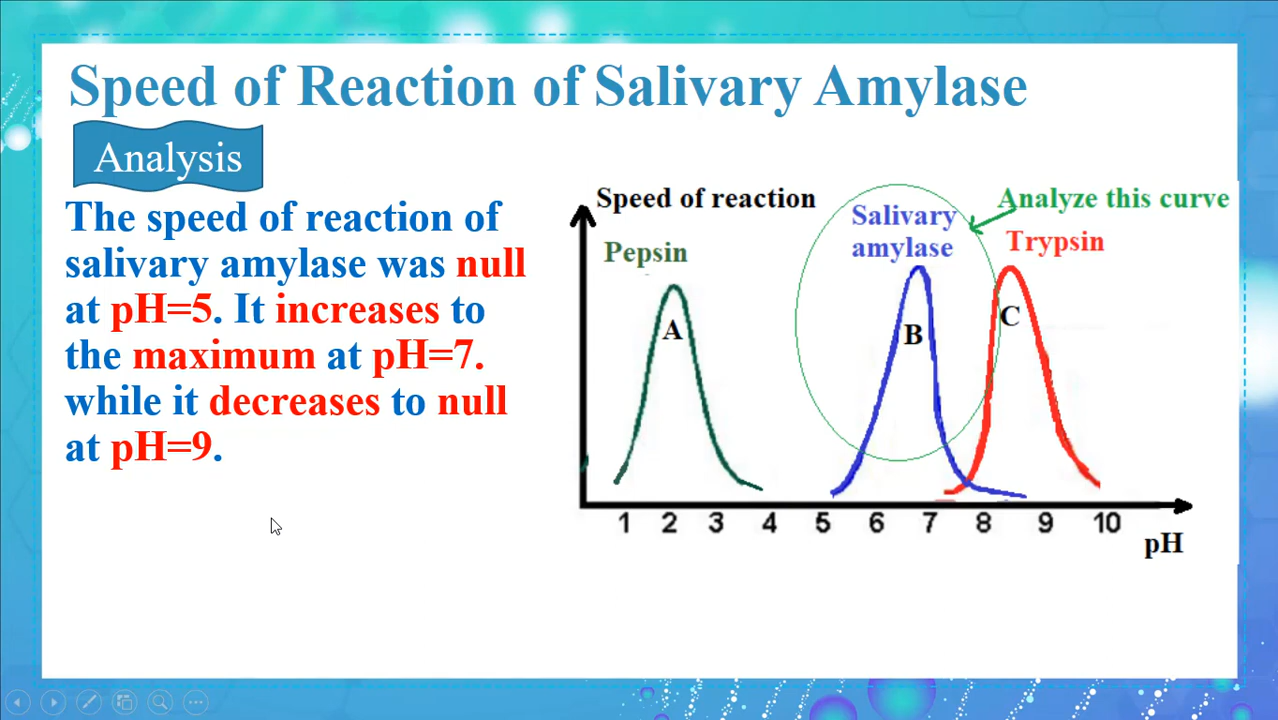 Speed of Reaction of Salivary Amylase
Analysis
The speed of reaction of
salivary amylase was null
at pH=5. It increases to
the maximum at pH=7.
while it decreases to null
at pH=9.
Speed of reaction
Salivary
amylase
Analyze this curve
Pepsin
Trypsin
A
B
C
1 2 3 4 5 6 7 8 9 10
pH